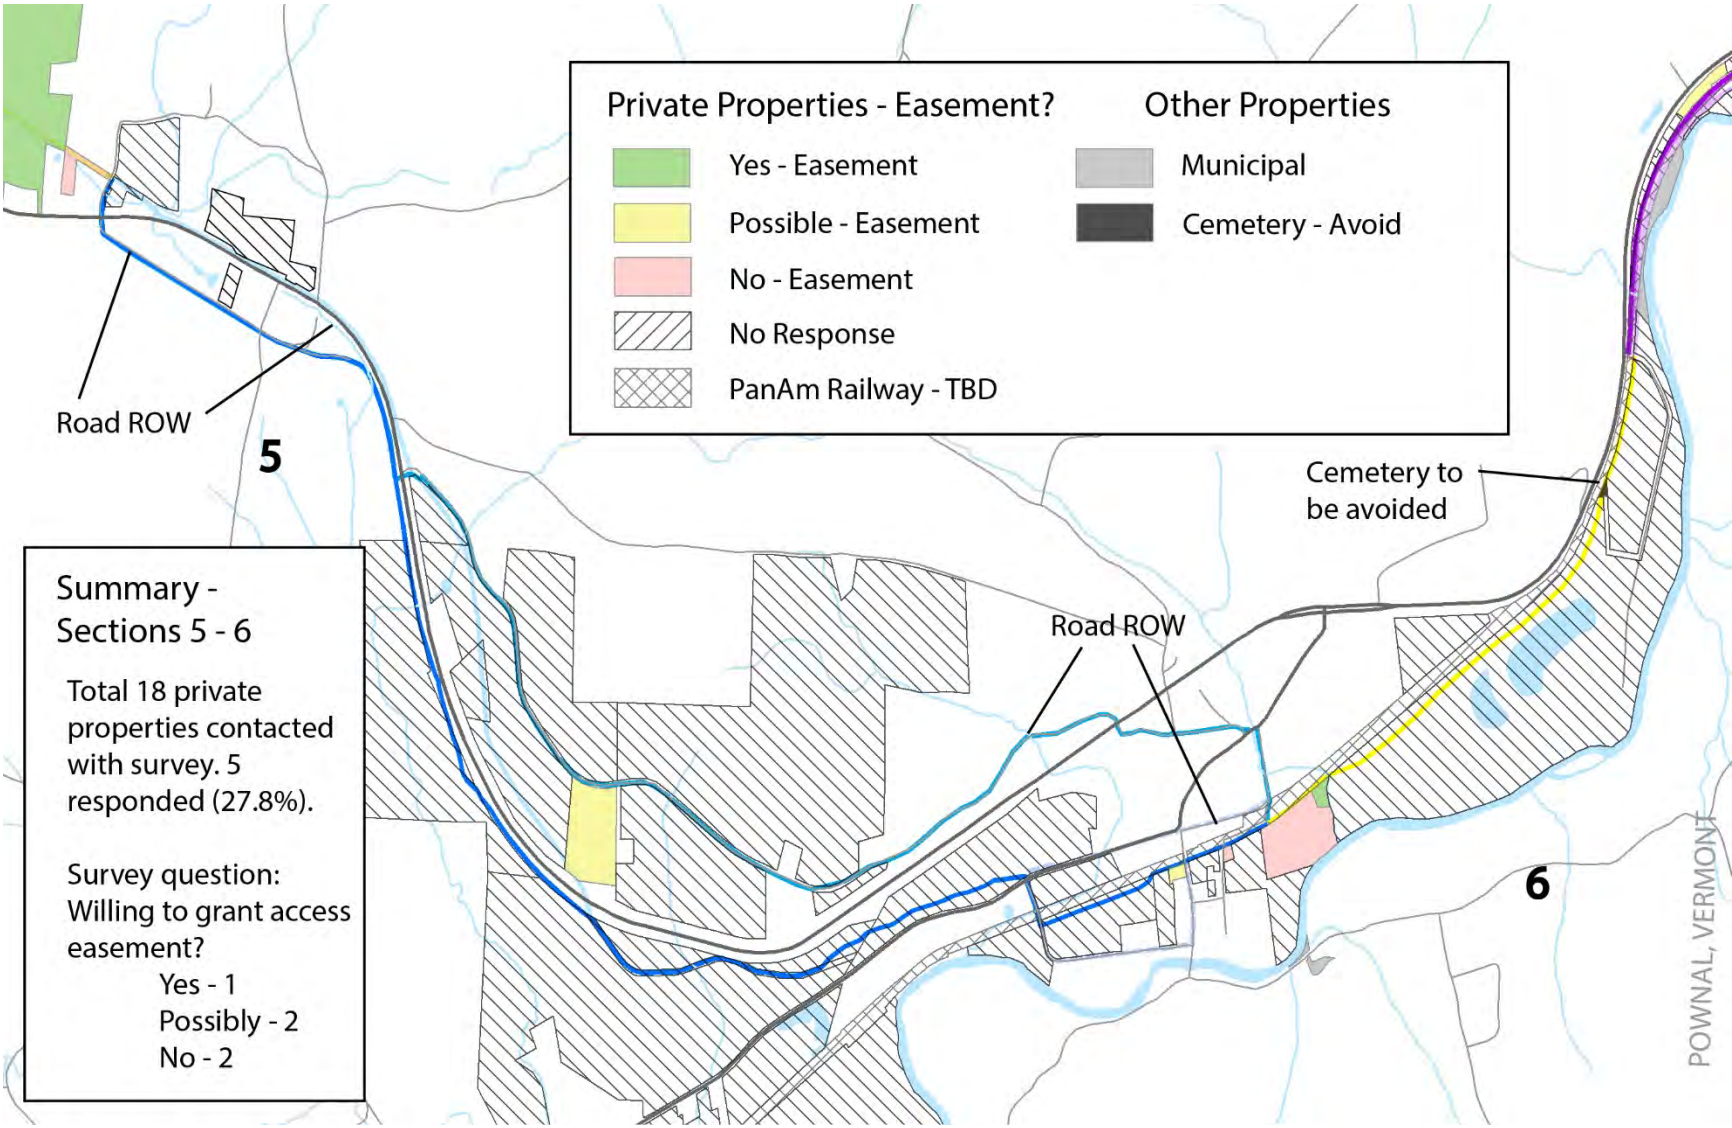 Private Properties - Easement?
Yes - Easement
Possible - Easement
No - Easement
No Response
PanAm Railway - TBD
Other Properties
Municipal
Cemetery - Avoid
Road ROW
5
Cemetery to
be avoided
Summary -
Sections 5 - 6
Total 18 private
properties contacted
with survey. 5
responded (27.8%).
Survey question:
Willing to grant access
easement?
Yes - 1
Possibly - 2
No - 2
Road ROW
6
POWNAL, VERMONT